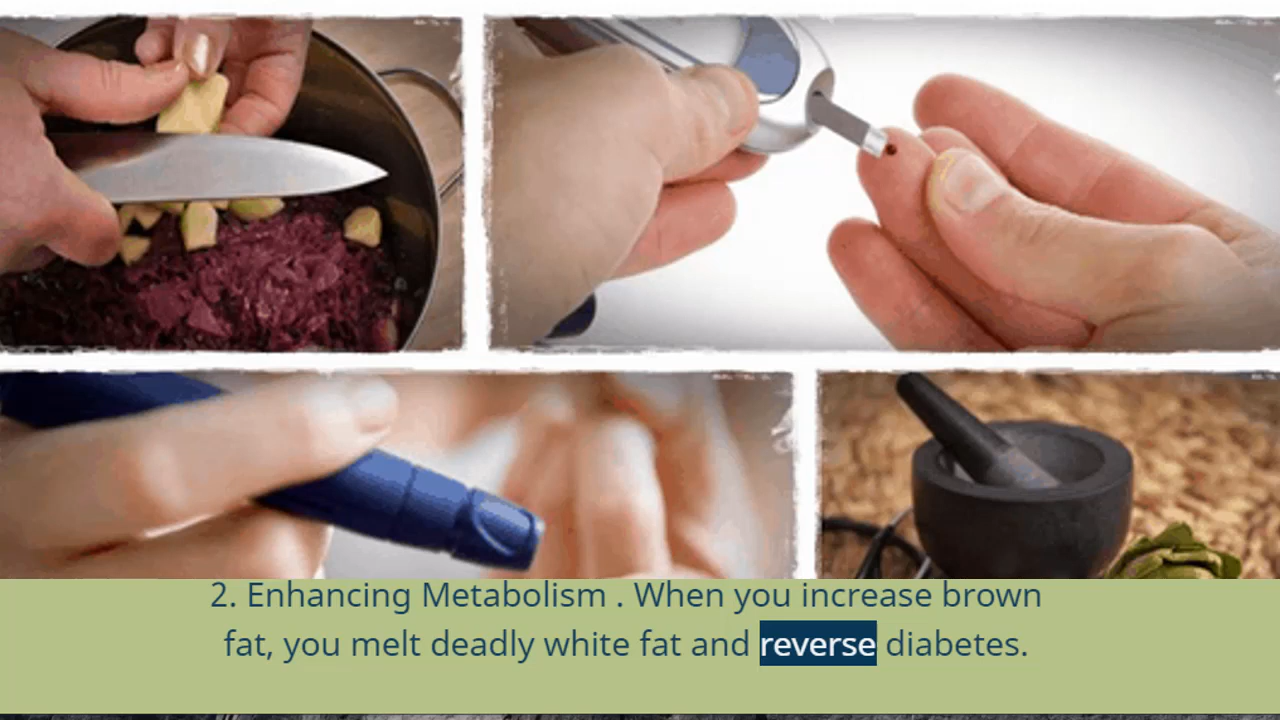 2. Enhancing Metabolism . When you increase brown
fat, you melt deadly white fat and reverse diabetes.